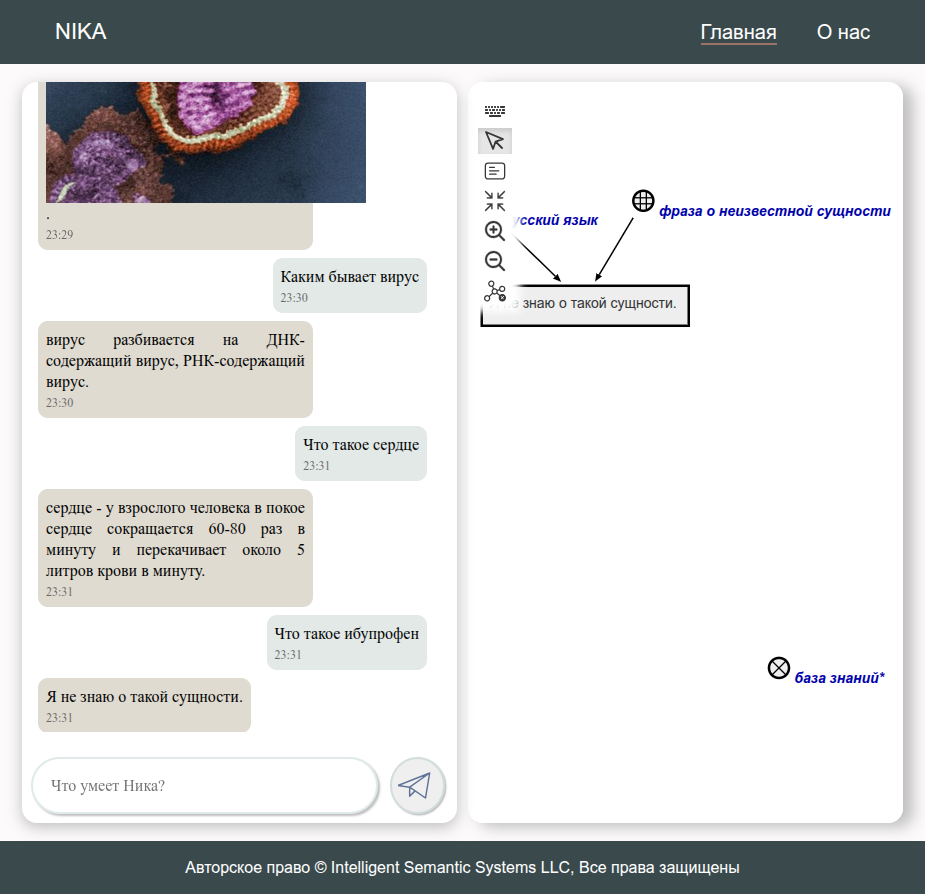 NIKA
Главная
О нас
.
23:29
Каким бывает вирус
23:30
вирус разбивается на ДНК-
содержащий вирус, РНК-содержащий
вирус.
23:30
Что такое сердце
23:31
сердце - у взрослого человека в покое
сердце сокращается 60-80 раз в
минуту и перекачивает около 5
литров крови в минуту.
23:31
Что такое ибупрофен
23:31
Я не знаю о такой сущности.
23:31
Что умеет Ника?
фраза о неизвестной сущности
усский язык
знаю о такой сущности.
база знаний*
Авторское право © Intelligent Semantic Systems LLC, Все права защищены